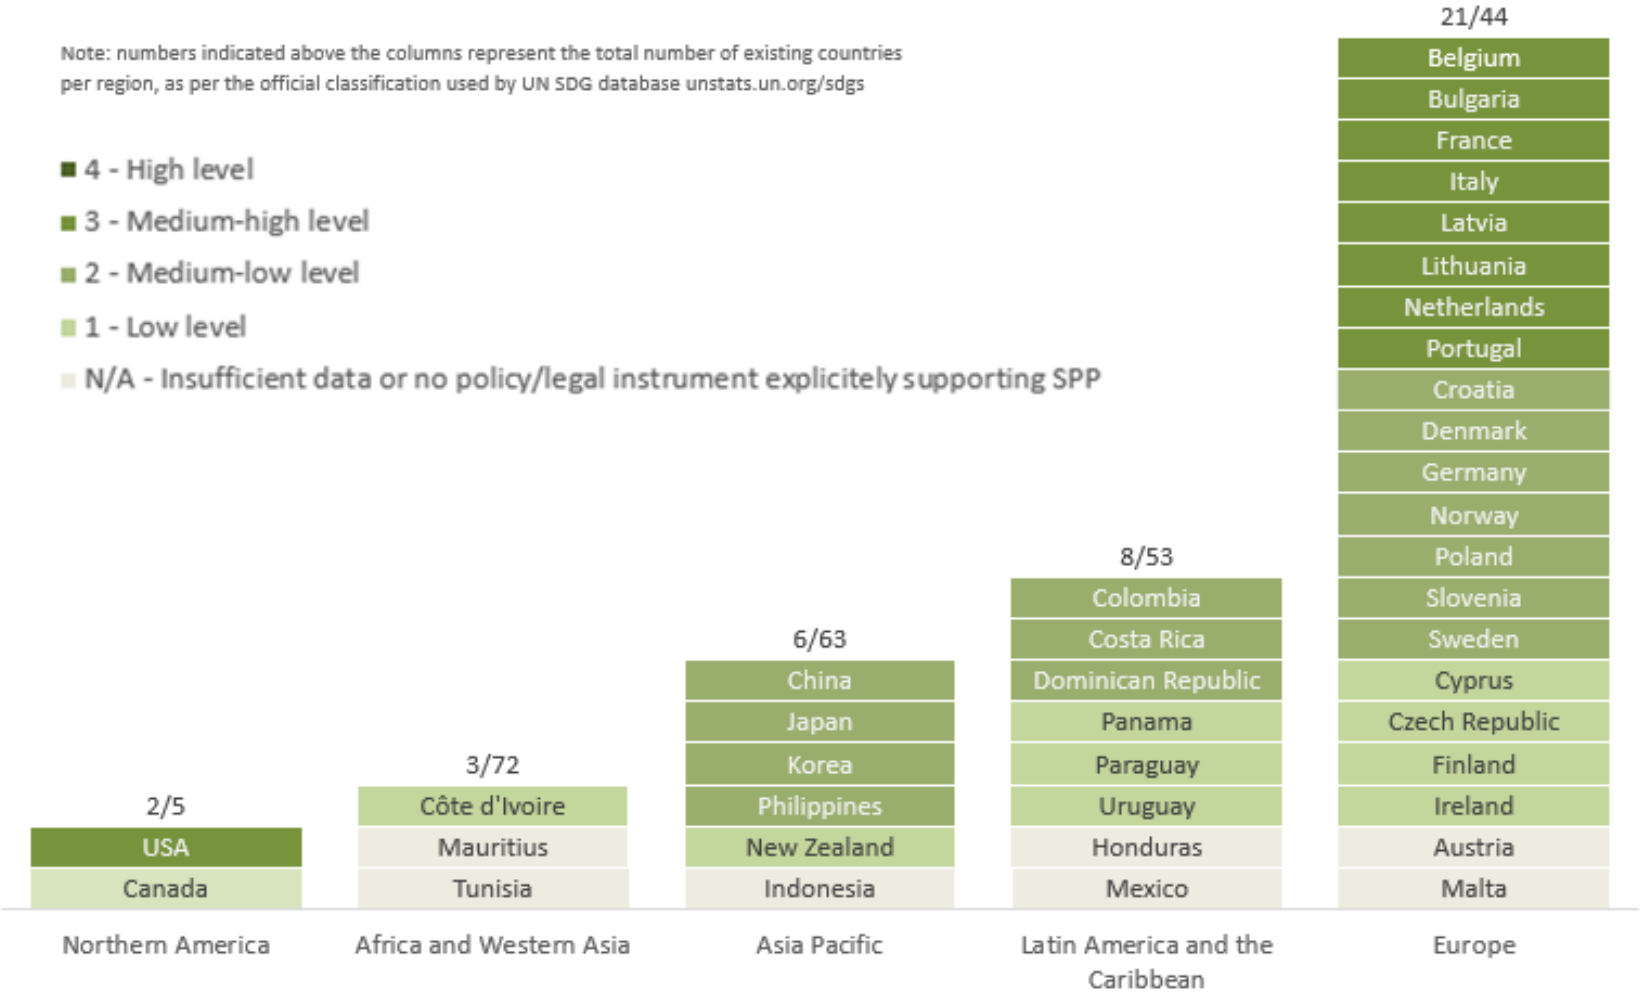 21/44
Note: numbers indicated above the columns represent the total number of existing countries
per region, as per the official classification used by UN SDG database unstats.un.org/sdgs
4 - High level
3 - Medium-high level
2 - Medium-low level
1 - Low level
N/A - Insufficient data or no policy/legal instrument explicitely supporting SPP
Belgium
Bulgaria
France
Italy
Latvia
Lithuania
Netherlands
Portugal
Croatia
Denmark
Germany
Norway
Poland
Slovenia
Sweden
Cyprus
Czech Republic
Finland
Ireland
Austria
Malta
8/53
Colombia
Costa Rica
Dominican Republic
Panama
Paraguay
Uruguay
Honduras
Mexico
6/63
China
Japan
Korea
Philippines
New Zealand
Indonesia
3/72
Côte d'Ivoire
Mauritius
Tunisia
2/5
USA
Canada
Northern America
Africa and Western Asia
Asia Pacific
Latin America and the
Caribbean
Europe